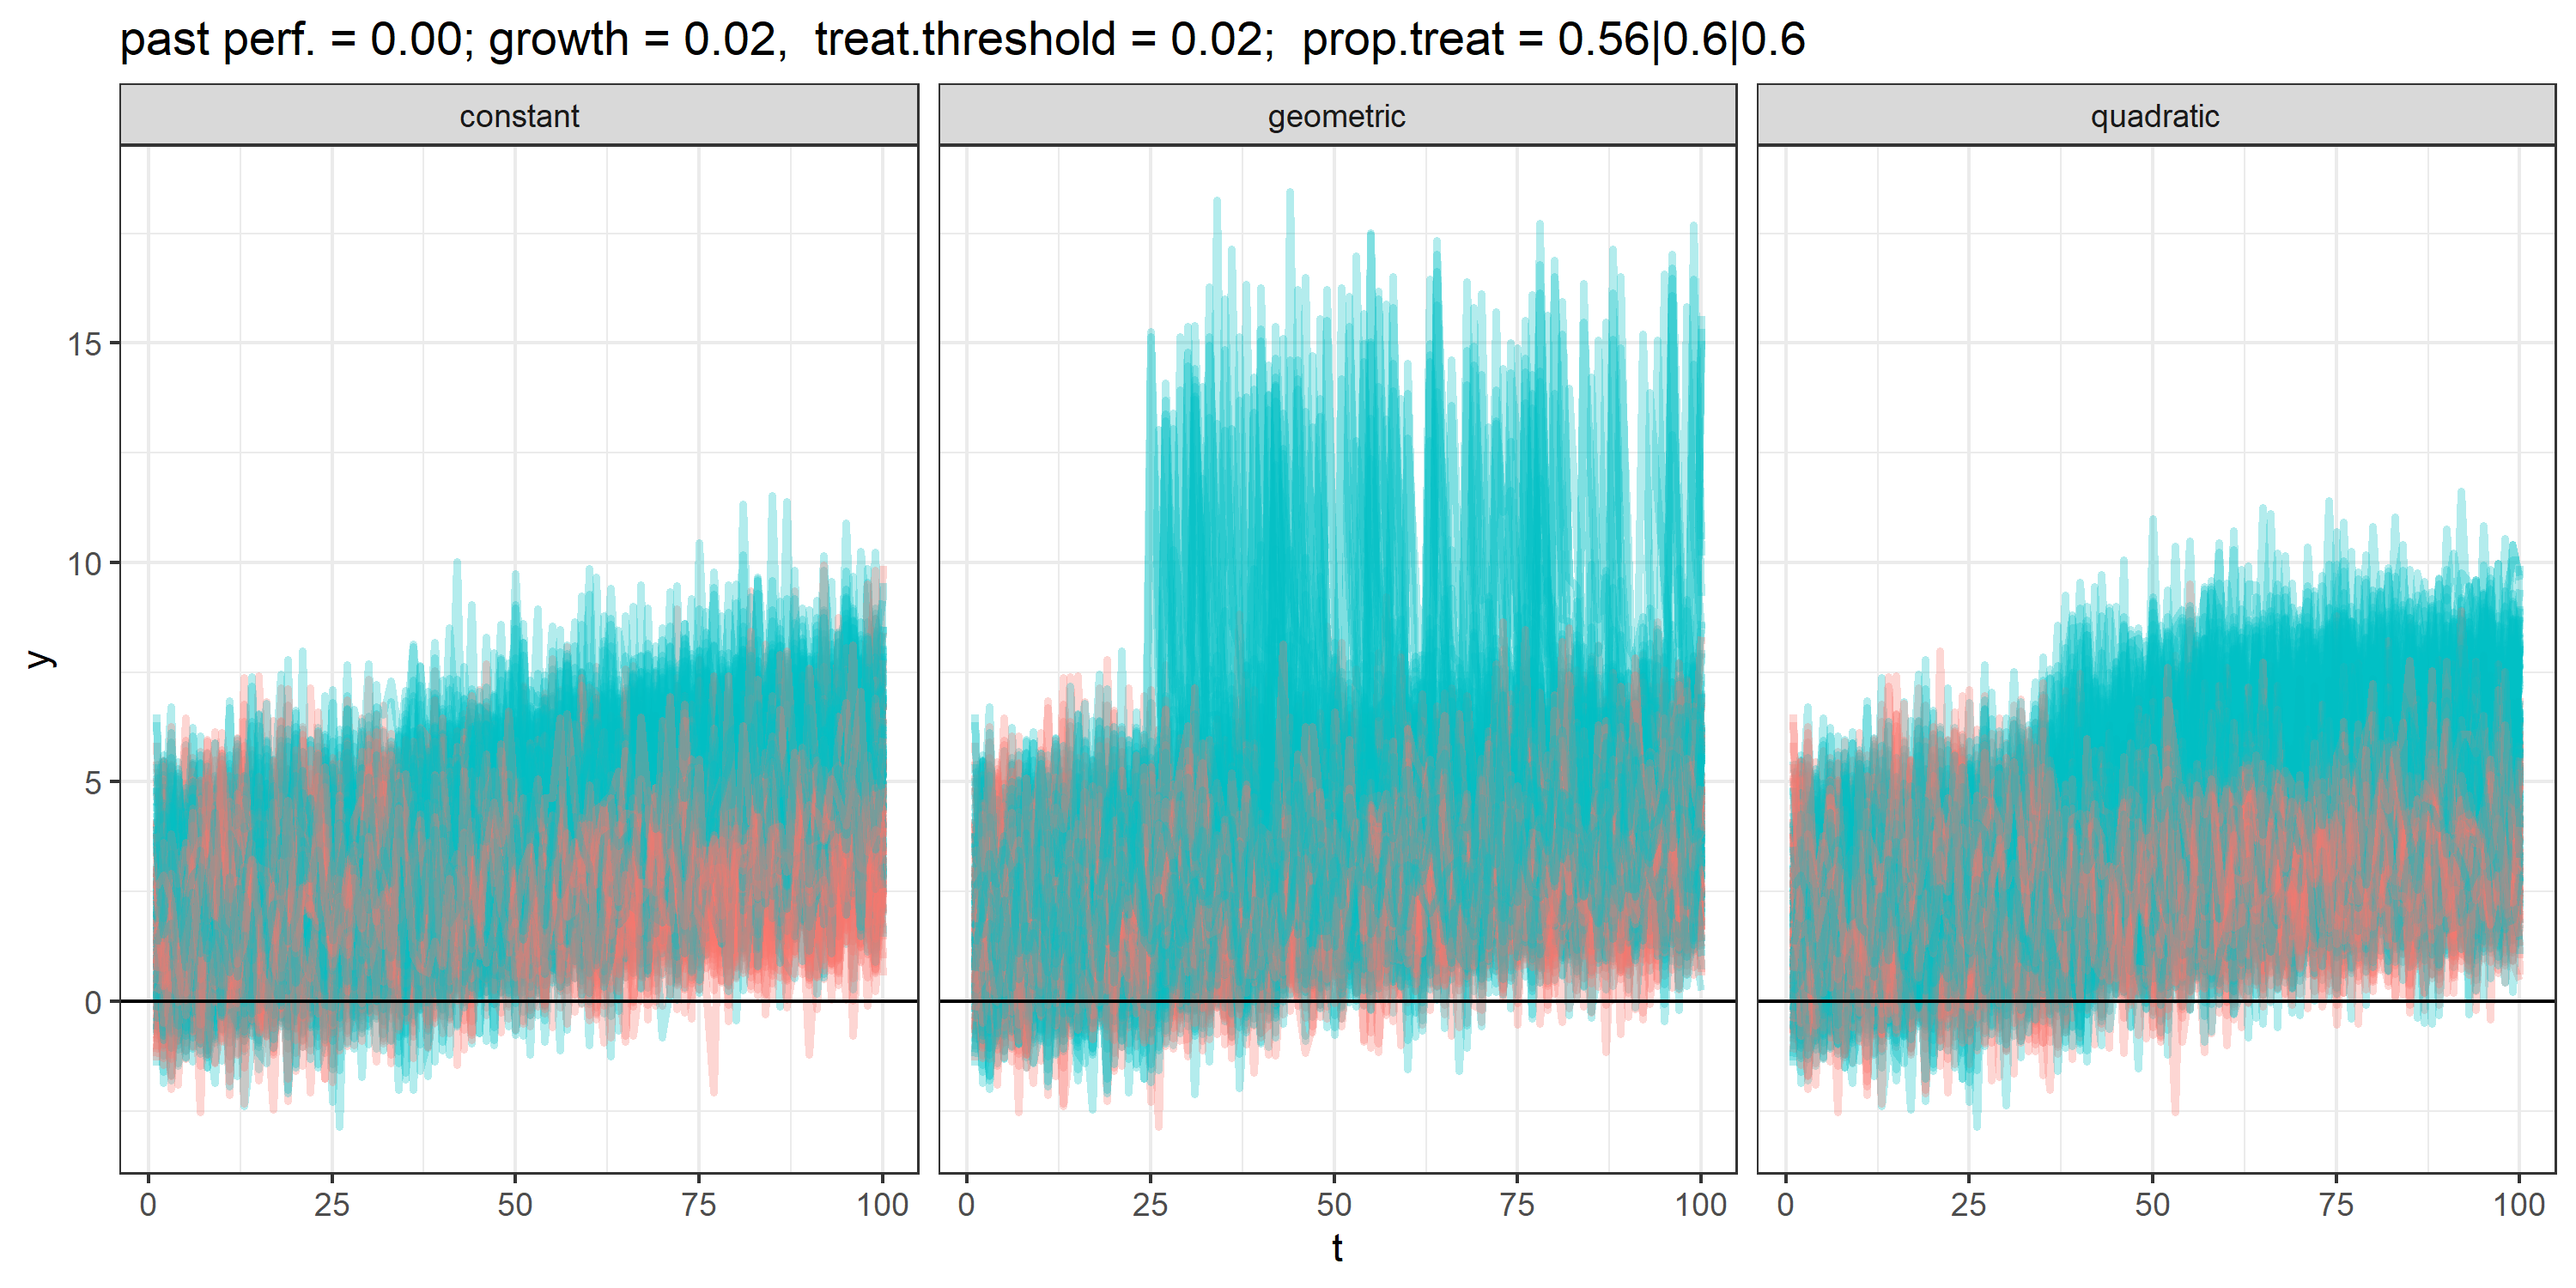 past perf. = 0.00; growth = 0.02,  treat.threshold = 0.02;  prop.treat = 0.56|0.6|0.6
constant geometric quadratic
15
10
y
5
0
0 25 50 75 100 0 25 50 75 100 0 25 50 75 100
t